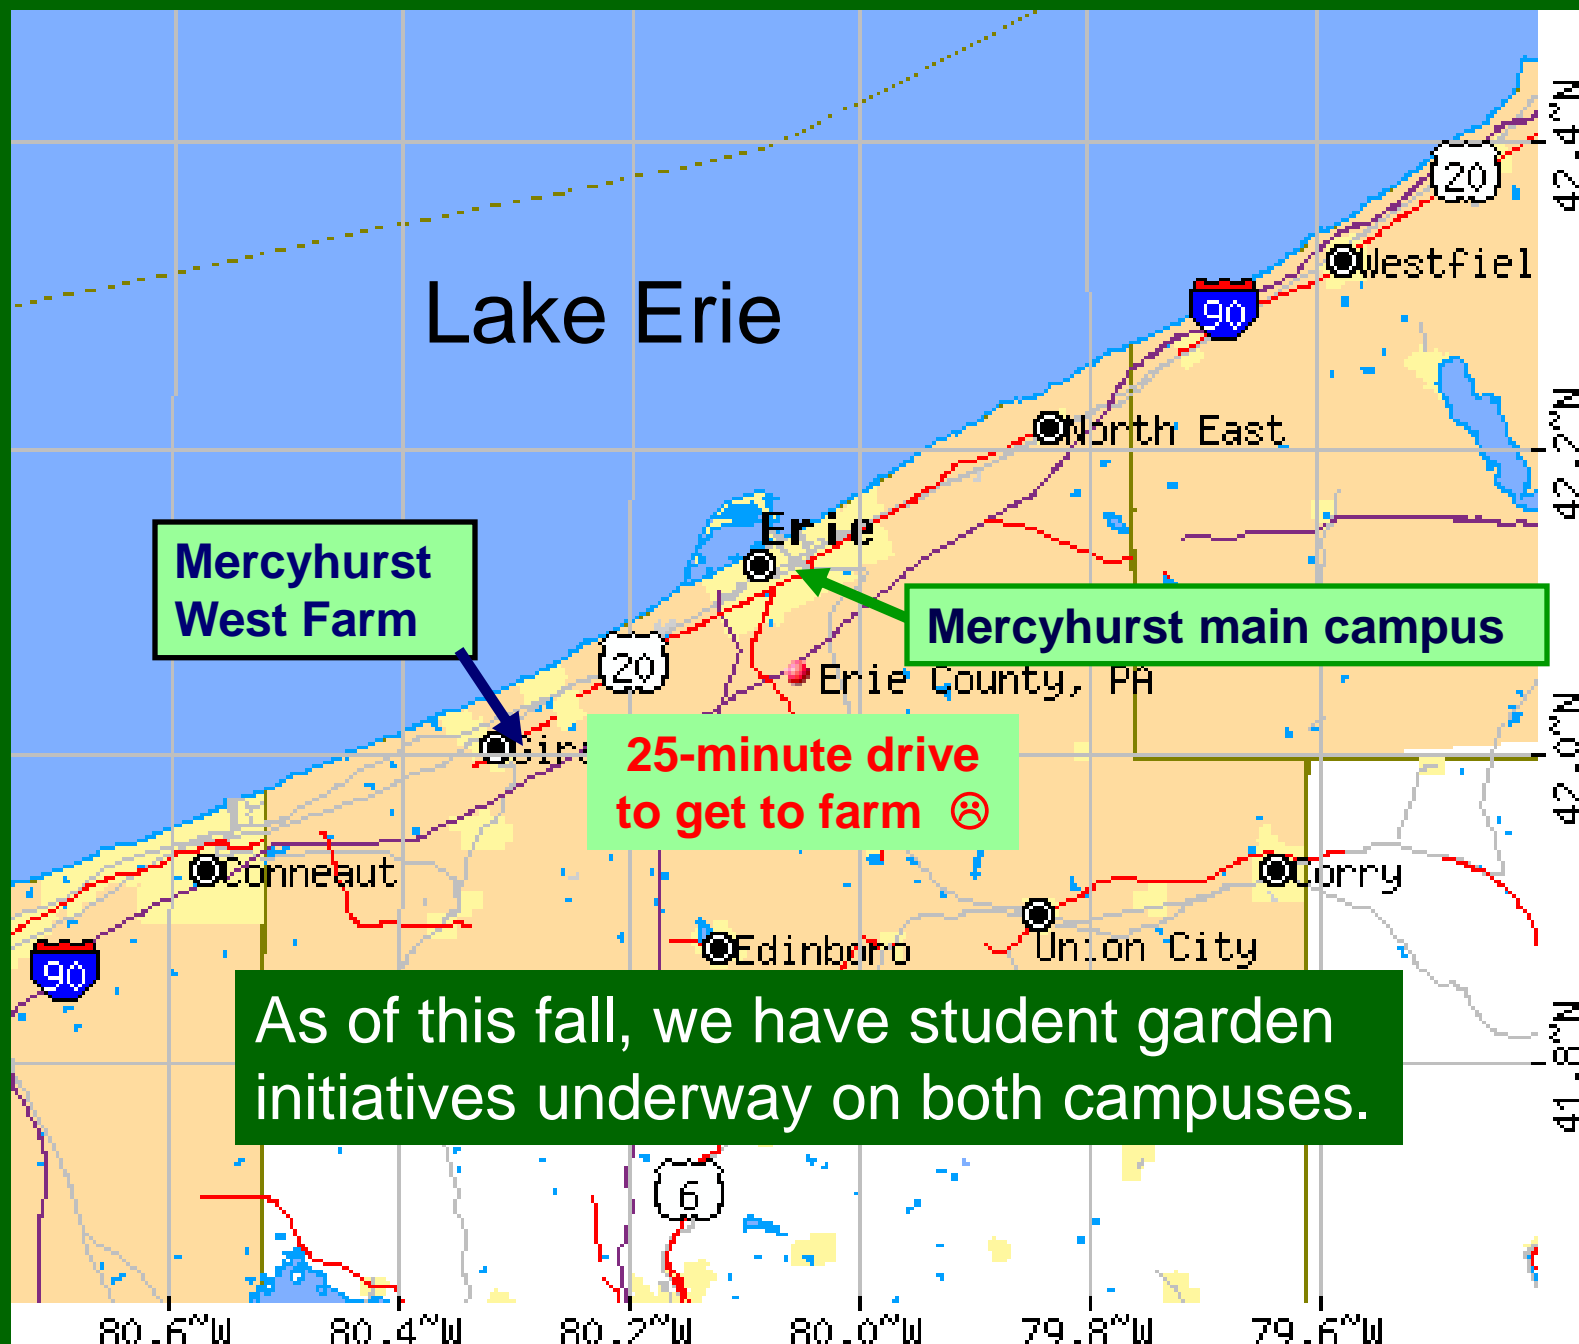 42.4~N
20
Westfiel
Lake Erie
90
North East
42.2~N
Erie
Mercyhurst
West Farm
Mercyhurst main campus
20
Erie County, PA
25-minute drive
to get to farm ☹
42.0~N
Conneaut
Corry
Union City
Edinboro
90
As of this fall, we have student garden
initiatives underway on both campuses.
41.8~N
6
80.6~W 80.4~W 80.2~W 80.0~W 79.8~W 79.6~W